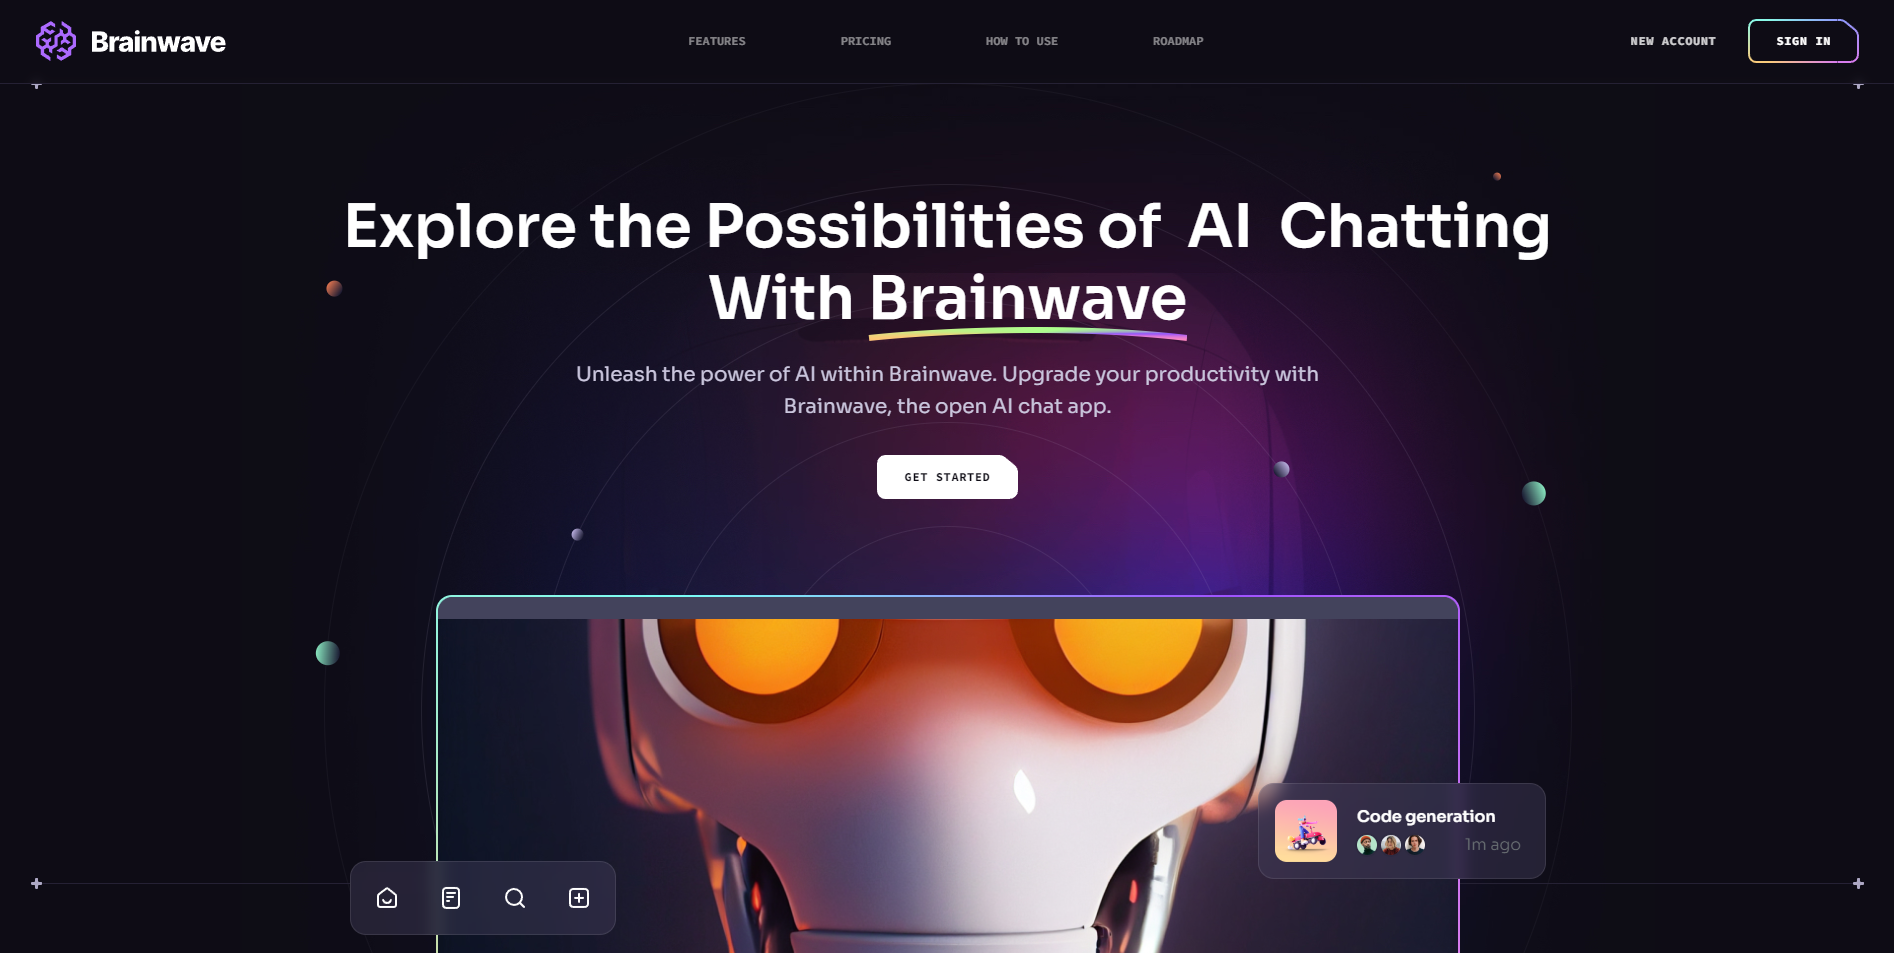 Brainwave
FEATURES
PRICING
HOW TO USE
ROADMAP
NEW ACCOUNT
SIGN IN
Explore the Possibilities of AI Chatting
With Brainwave
Unleash the power of AI within Brainwave. Upgrade your productivity with
Brainwave, the open AI chat app.
GET STARTED
Code generation
1m ago